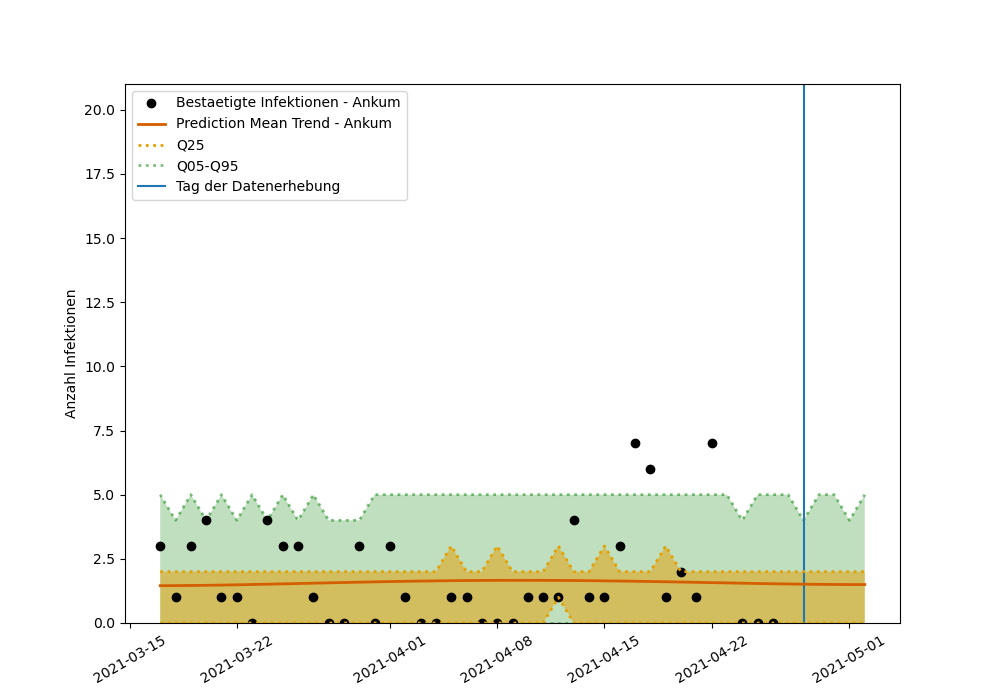 Bestaetigte Infektionen - Ankum
Prediction Mean Trend - Ankum
Q25
Q05-Q95
Tag der Datenerhebung
Anzahl Infektionen
20.0
17.5
15.0
12.5
10.0
7.5
5.0
2.5
0.0
2021-03-15
2021-03-22
2021-04-01
2021-04-08
2021-04-15
2021-04-22
2021-05-01